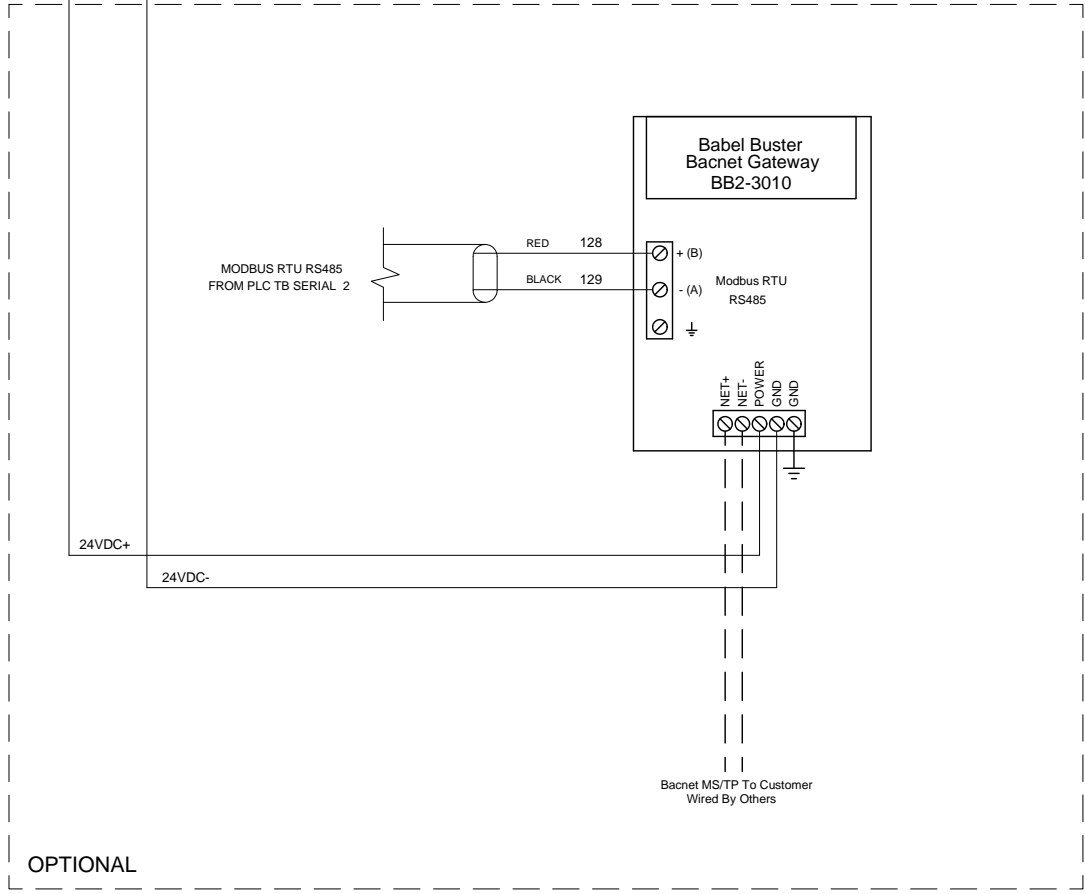 Babel Buster
Bacnet Gateway
BB2-3010
RED 128
+ (B)
MODBUS RTU RS485
FROM PLC TB SERIAL 2
BLACK 129
- (A)
Modbus RTU
RS485
NET+
NET-
POWER
GND
GND
24VDC+
24VDC-
Bacnet MS/TP To Customer
Wired By Others
OPTIONAL